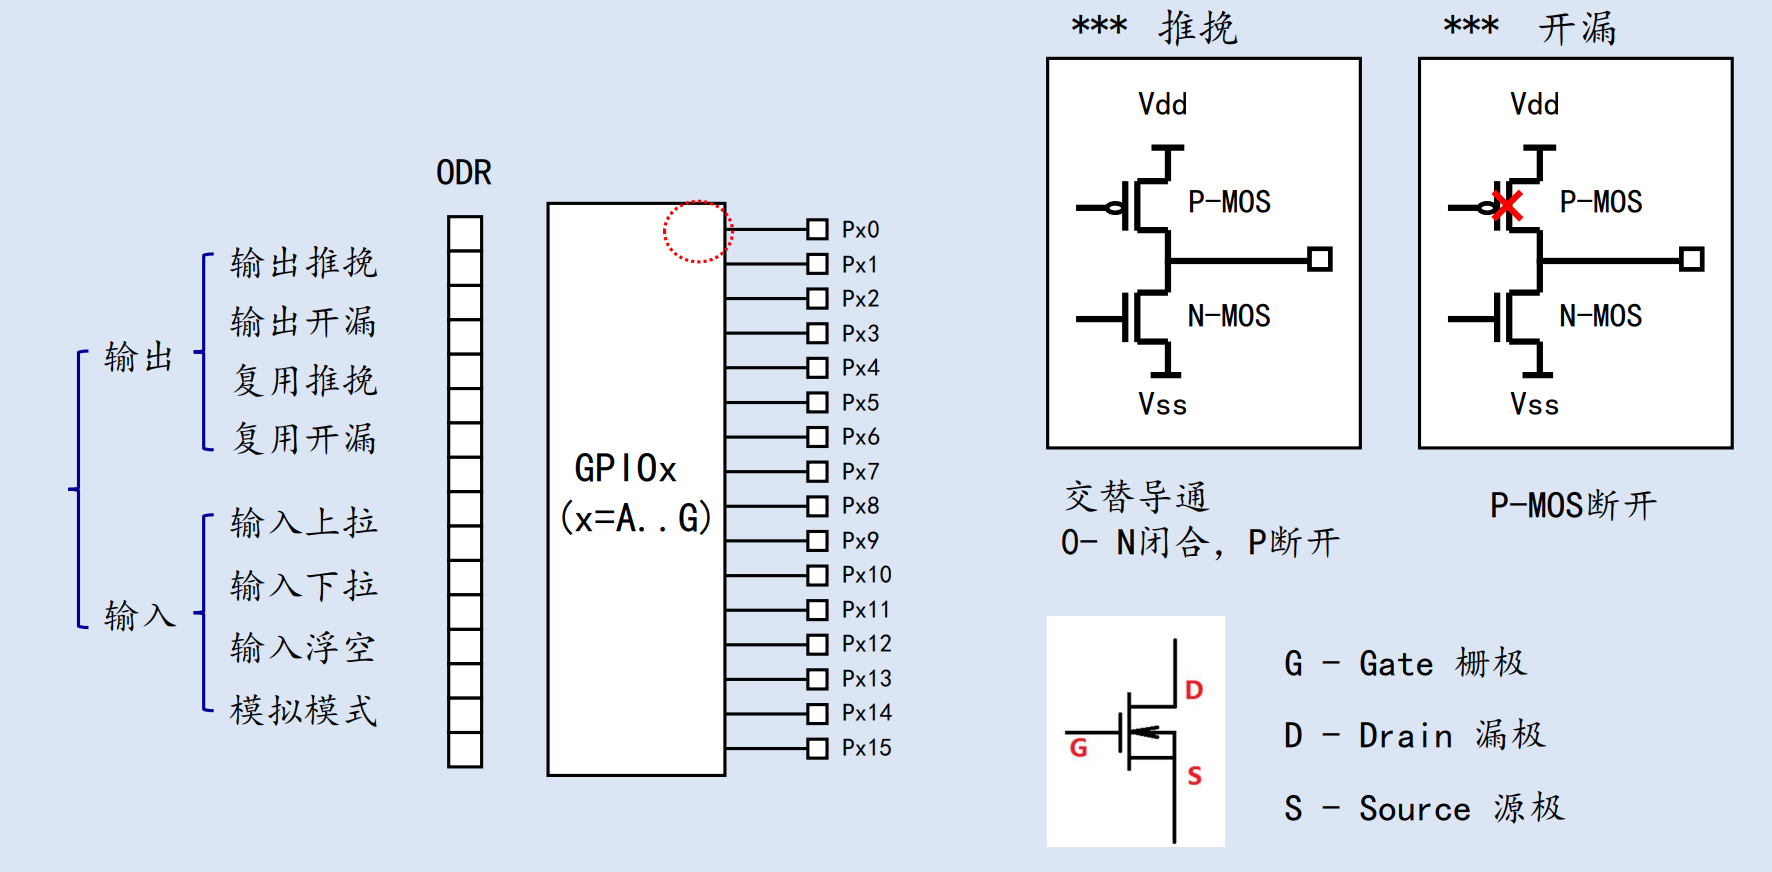 *** 推挽
*** 开漏
Vdd
P-MOS
N-MOS
Vss
Vdd
P-MOS
N-MOS
Vss
交替导通
0- N闭合，P断开
P-MOS断开
ODR
输出
输出推挽
输出开漏
复用推挽
复用开漏
输入
输入上拉
输入下拉
输入浮空
模拟模式
GPIOx
(x=A..G)
Px0
Px1
Px2
Px3
Px4
Px5
Px6
Px7
Px8
Px9
Px10
Px11
Px12
Px13
Px14
Px15
D
G
S
G - Gate 栅极
D - Drain 漏极
S - Source 源极